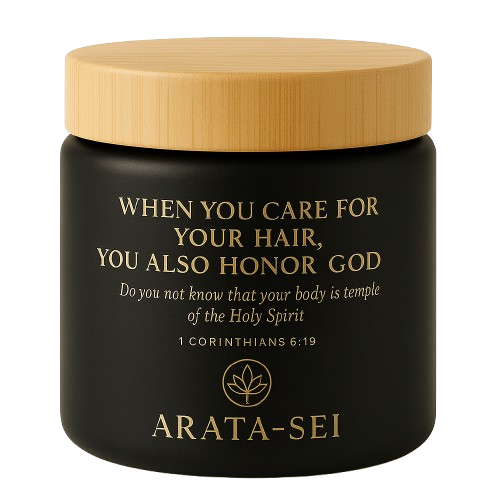 WHEN YOU CARE FOR
YOUR HAIR,
YOU ALSO HONOR GOD
Do you not know that your body is temple
of the Holy Spirit
1 CORINTHIANS 6:19
ARATA-SEI